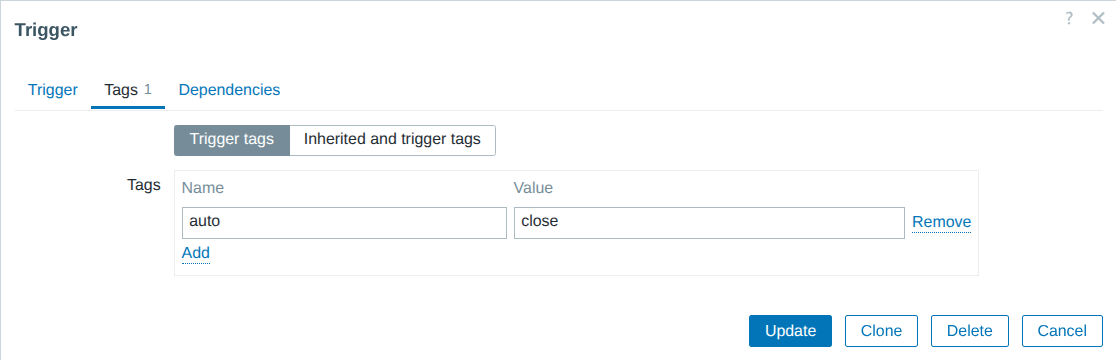 Trigger
?
Trigger Tags 1 Dependencies
Trigger tags Inherited and trigger tags
Tags Name Value
auto close Remove
Add
Update Clone Delete Cancel